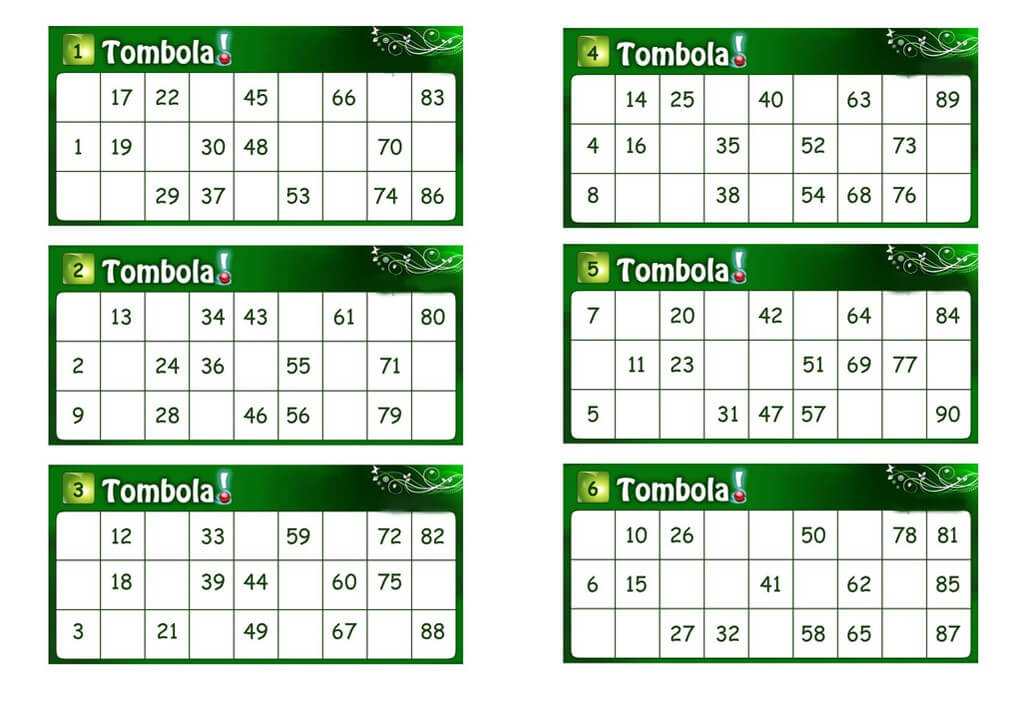 1 Tombola!
17 22 45 66 83
1 19 30 48 70
29 37 53 74 86
2 Tombola!
13 34 43 61 80
2 24 36 55 71
9 28 46 56 79
3 Tombola!
12 33 59 72 82
18 39 44 60 75
3 21 49 67 88
4 Tombola!
14 25 40 63 89
4 16 35 52 73
8 38 54 68 76
5 Tombola!
7 20 42 64 84
11 23 51 69 77
5 31 47 57 90
6 Tombola!
10 26 50 78 81
6 15 41 62 85
27 32 58 65 87